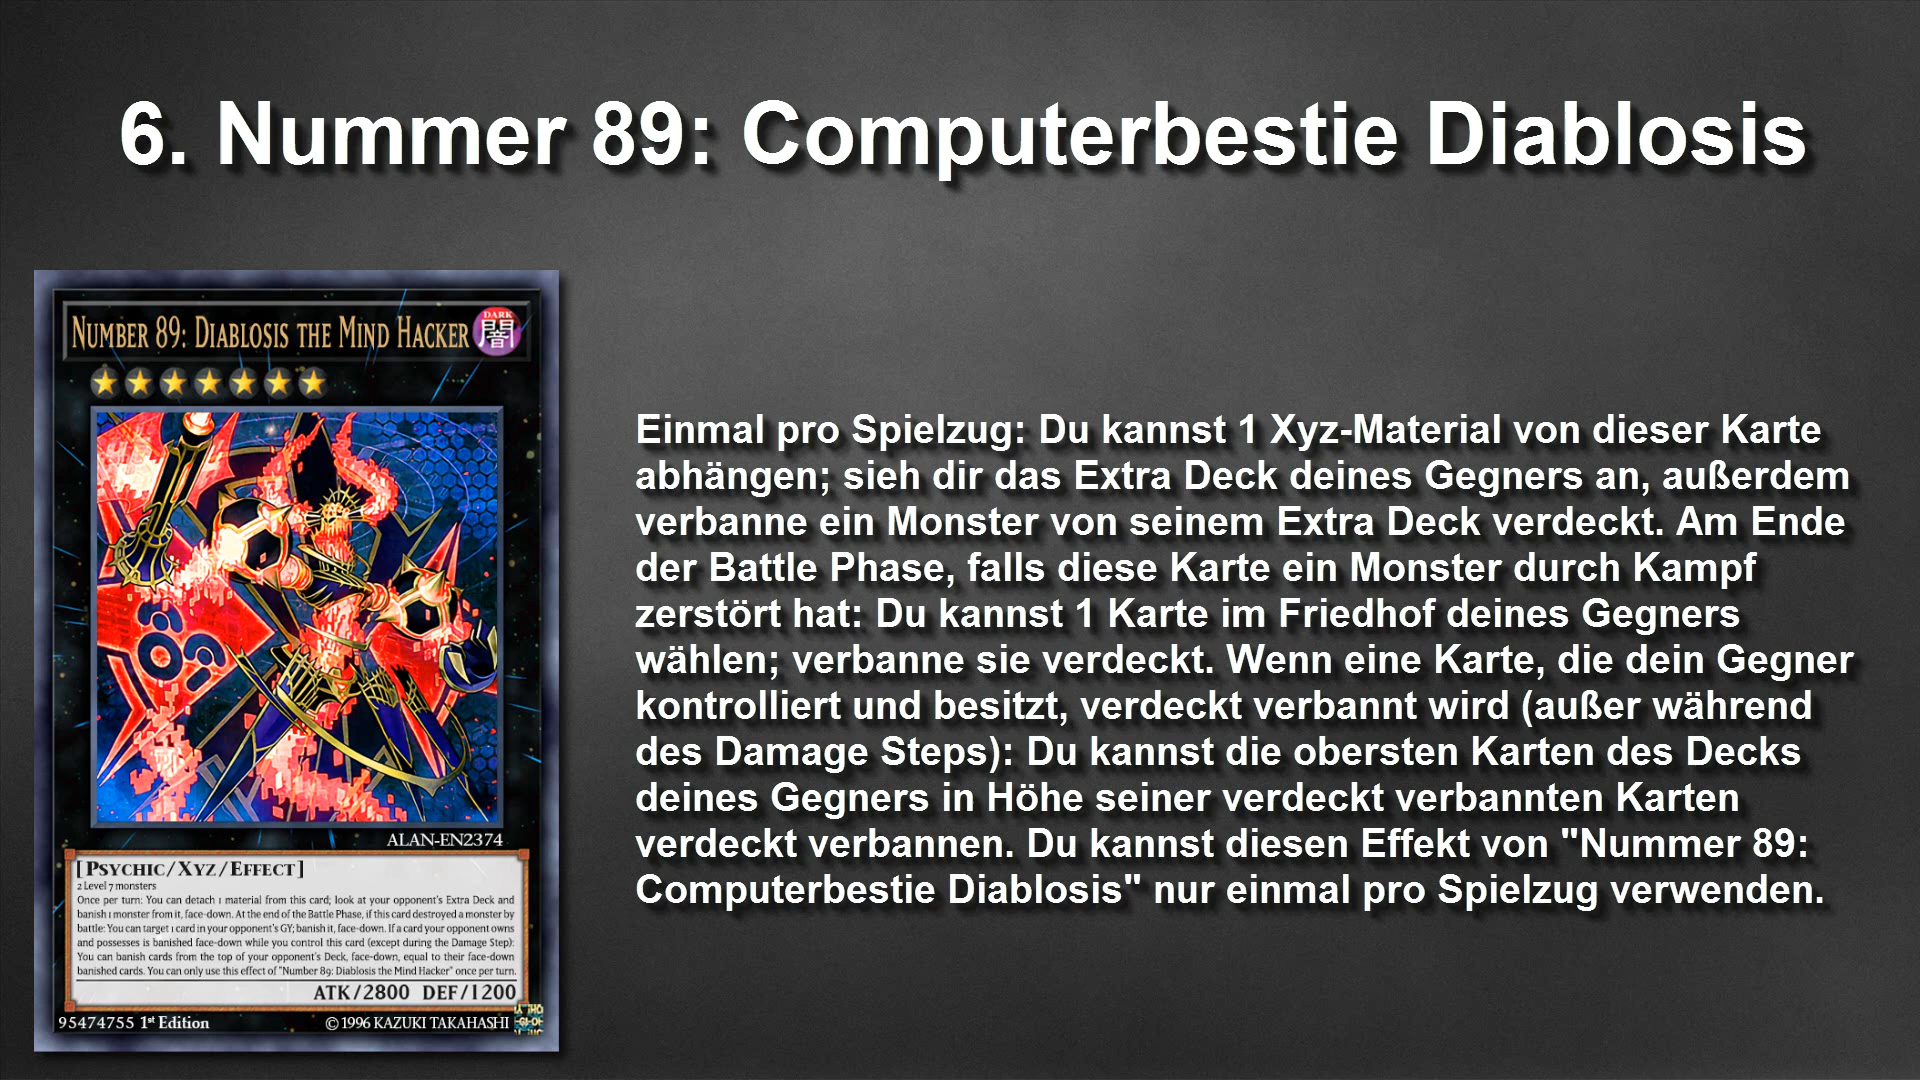 6. Nummer 89: Computerbestie Diablosis
NUMBER 89: DIABLOSIS THE MIND HACKER
DARK
闇
ALAN-EN2374
[PSYCHIC/XYZ/EFFECT]
2 Level 7 monsters
Once per turn: You can detach 1 material from this card; look at your opponent's Extra Deck and
banish 1 monster from it, face-down. At the end of the Battle Phase, if this card destroyed a monster by
battle: You can target 1 card in your opponent's GY; banish it, face-down. If a card your opponent owns
and possesses is banished face-down while you control this card (except during the Damage Step):
You can banish cards from the top of your opponent's Deck, face-down, equal to their face-down
banished cards. You can only use this effect of "Number 89: Diablosis the Mind Hacker" once per turn.
ATK/2800 DEF/1200
95474755 1st Edition
© 1996 KAZUKI TAKAHASHI
Einmal pro Spielzug: Du kannst 1 Xyz-Material von dieser Karte
abhängen; sieh dir das Extra Deck deines Gegners an, außerdem
verbanne ein Monster von seinem Extra Deck verdeckt. Am Ende
der Battle Phase, falls diese Karte ein Monster durch Kampf
zerstört hat: Du kannst 1 Karte im Friedhof deines Gegners
wählen; verbanne sie verdeckt. Wenn eine Karte, die dein Gegner
kontrolliert und besitzt, verdeckt verbannt wird (außer während
des Damage Steps): Du kannst die obersten Karten des Decks
deines Gegners in Höhe seiner verdeckt verbannten Karten
verdeckt verbannen. Du kannst diesen Effekt von "Nummer 89:
Computerbestie Diablosis" nur einmal pro Spielzug verwenden.